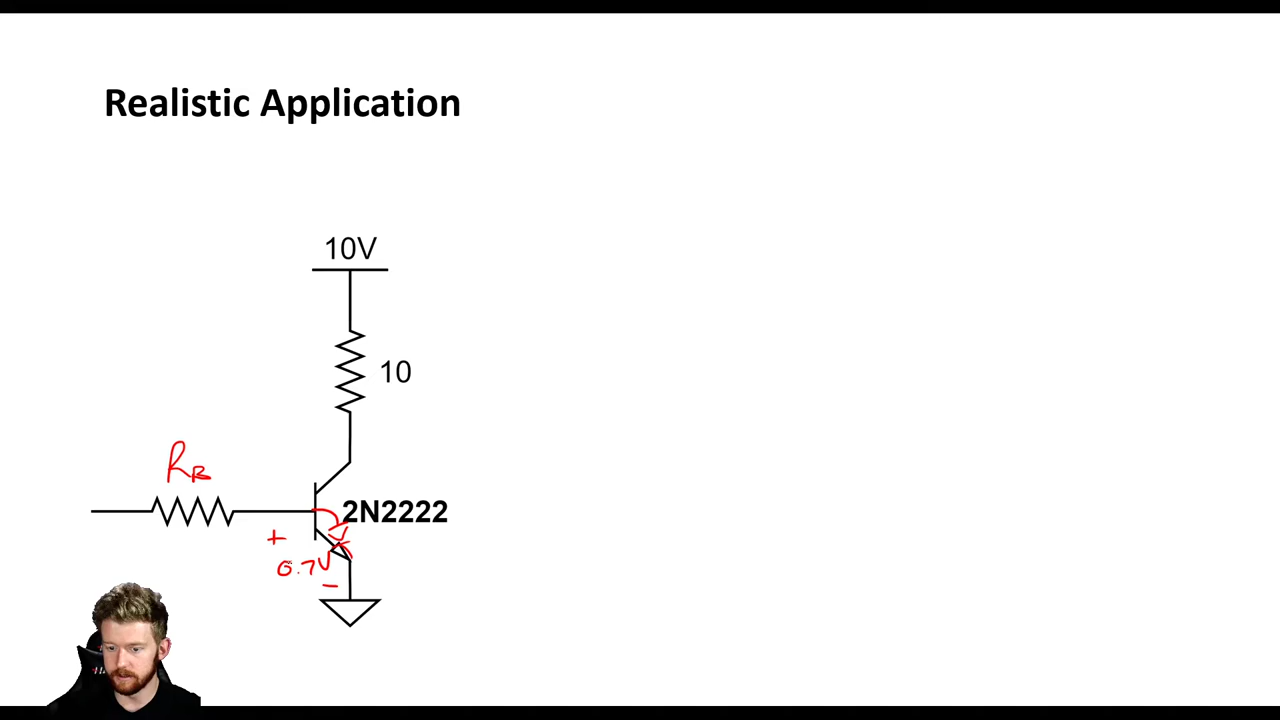 Realistic Application
10V
10
R_B
2N2222
+
0.7V
-